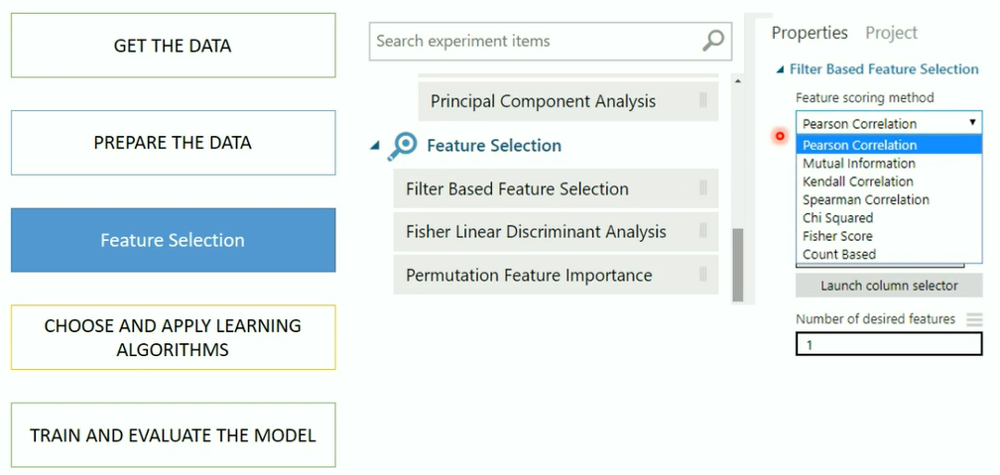 GET THE DATA
PREPARE THE DATA
Feature Selection
CHOOSE AND APPLY LEARNING
ALGORITHMS
TRAIN AND EVALUATE THE MODEL
Search experiment items
Principal Component Analysis
Feature Selection
Filter Based Feature Selection
Fisher Linear Discriminant Analysis
Permutation Feature Importance
Properties Project
Filter Based Feature Selection
Feature scoring method
Pearson Correlation
Pearson Correlation
Mutual Information
Kendall Correlation
Spearman Correlation
Chi Squared
Fisher Score
Count Based
Launch column selector
Number of desired features
1